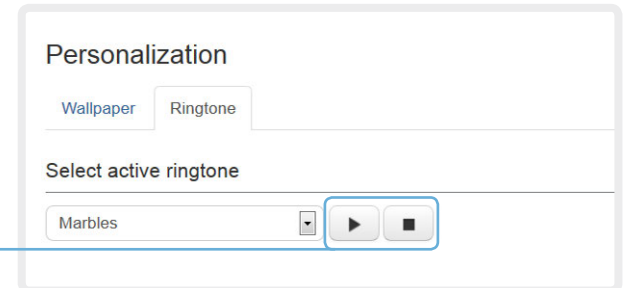 Personalization
Wallpaper Ringtone
Select active ringtone
Marbles